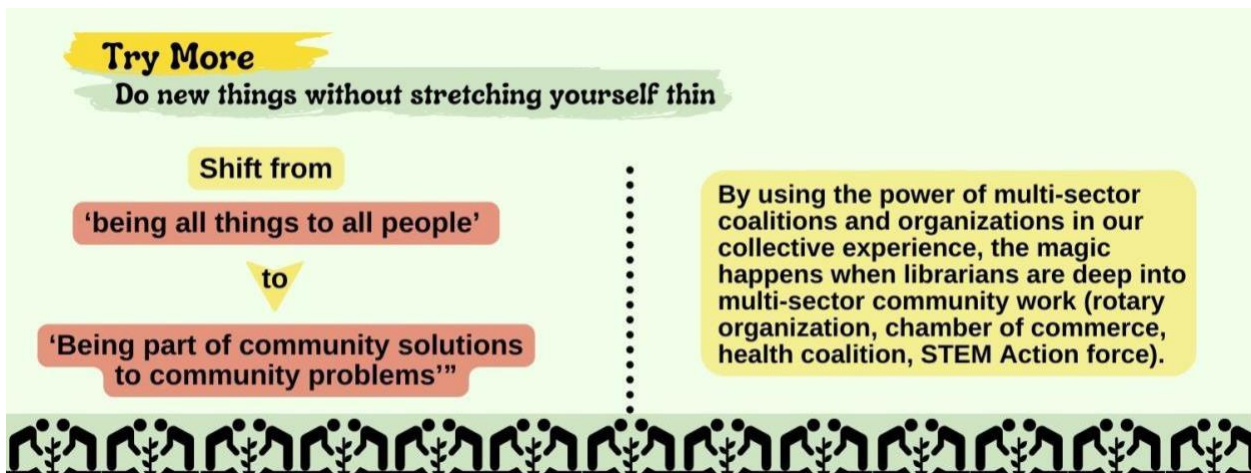 Try More
Do new things without stretching yourself thin
Shift from
‘being all things to all people’
to
‘Being part of community solutions
to community problems’”
By using the power of multi-sector
coalitions and organizations in our
collective experience, the magic
happens when librarians are deep into
multi-sector community work (rotary
organization, chamber of commerce,
health coalition, STEM Action force).